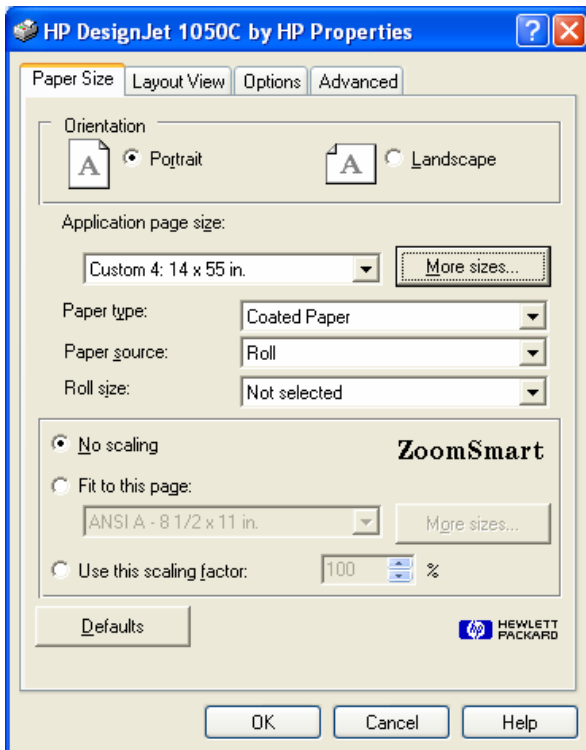 HP DesignJet 1050C by HP Properties
Paper Size Layout View Options Advanced
Orientation
A Portrait A Landscape
Application page size:
Custom 4: 14 x 55 in. More sizes...
Paper type: Coated Paper
Paper source: Roll
Roll size: Not selected
No scaling ZoomSmart
Fit to this page:
ANSI A - 8 1/2 x 11 in. More sizes...
Use this scaling factor: 100 %
Defaults hp HEWLETT
PACKARD
OK Cancel Help